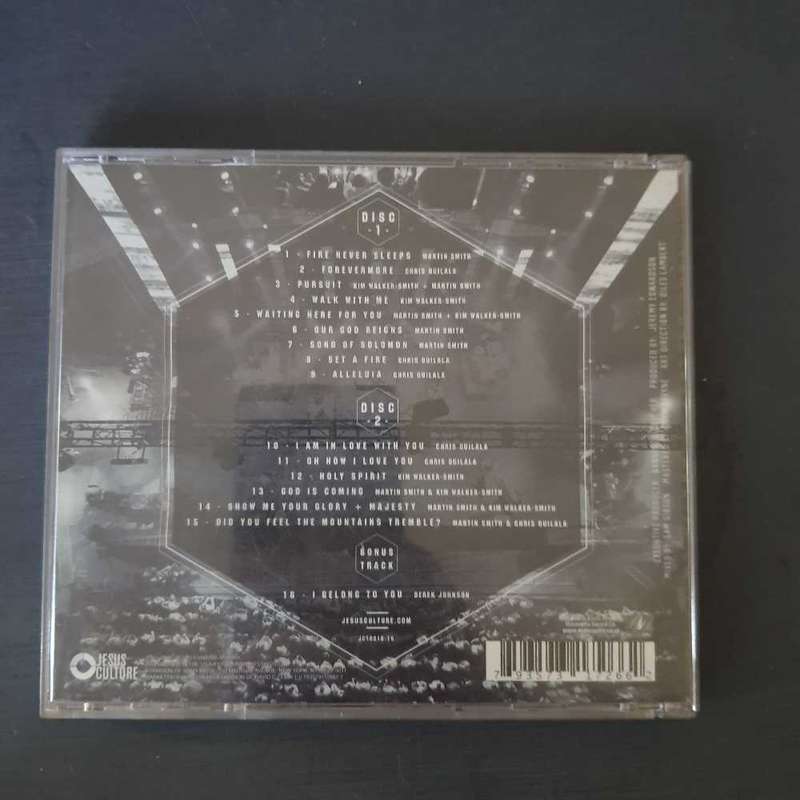 DISC
-1-
1 - FIRE NEVER SLEEPS MARTIN SMITH
2 - FOREVERMORE CHRIS QUILALA
3 - PURSUIT KIM WALKER-SMITH + MARTIN SMITH
4 - WALK WITH ME KIM WALKER-SMITH
5 - WAITING HERE FOR YOU MARTIN SMITH + KIM WALKER-SMITH
6 - OUR GOD REIGNS MARTIN SMITH
7 - SONG OF SOLOMON MARTIN SMITH
8 - SET A FIRE CHRIS QUILALA
9 - ALLELUIA CHRIS QUILALA
DISC
-2-
10 - I AM IN LOVE WITH YOU CHRIS QUILALA
11 - OH HOW I LOVE YOU CHRIS QUILALA
12 - HOLY SPIRIT KIM WALKER-SMITH
13 - GOD IS COMING MARTIN SMITH & KIM WALKER-SMITH
14 - SHOW ME YOUR GLORY + MAJESTY MARTIN SMITH & KIM WALKER-SMITH
15 - DID YOU FEEL THE MOUNTAINS TREMBLE? MARTIN SMITH & CHRIS QUILALA
BONUS
TRACK
16 - I BELONG TO YOU DEREK JOHNSON
JESUSCULTURE.COM
JESUS
CULTURE
PRODUCED BY: JEREMY EDWARDSON
ART DIRECTION BY: GILES LAMBERT